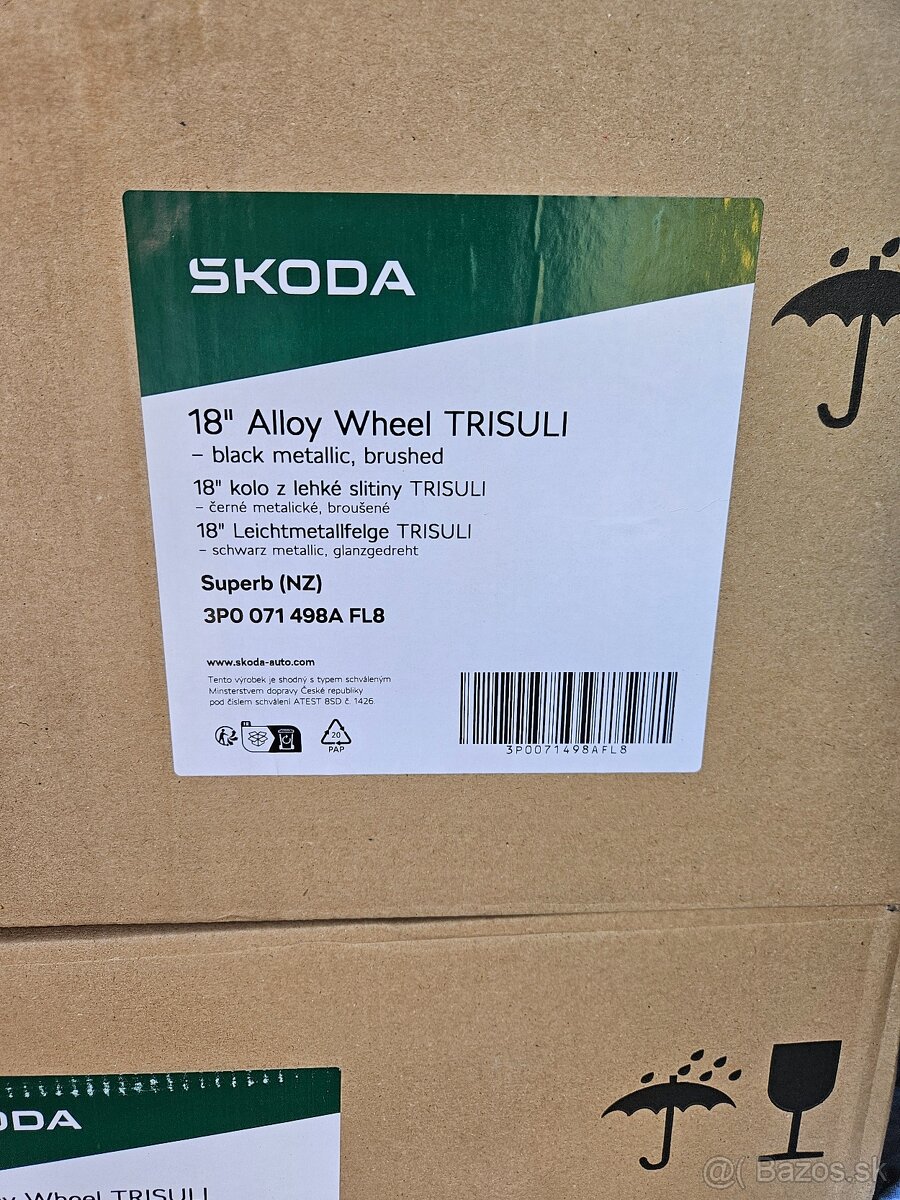 ŠKODA
18" Alloy Wheel TRISULI
– black metallic, brushed
18" kolo z lehké slitiny TRISULI
– černé metalické, broušené
18" Leichtmetallfelge TRISULI
– schwarz metallic, glanzgedreht
Superb (NZ)
3P0 071 498A FL8
www.skoda-auto.com
Tento výrobek je shodný s typem schváleným
Minsterstvem dopravy České republiky
pod číslem schválení ATEST 8SD č. 1426.
FR
20
PAP
3P0071498AFL8
ODA
y Wheel TRISULI
@( Bazos.sk